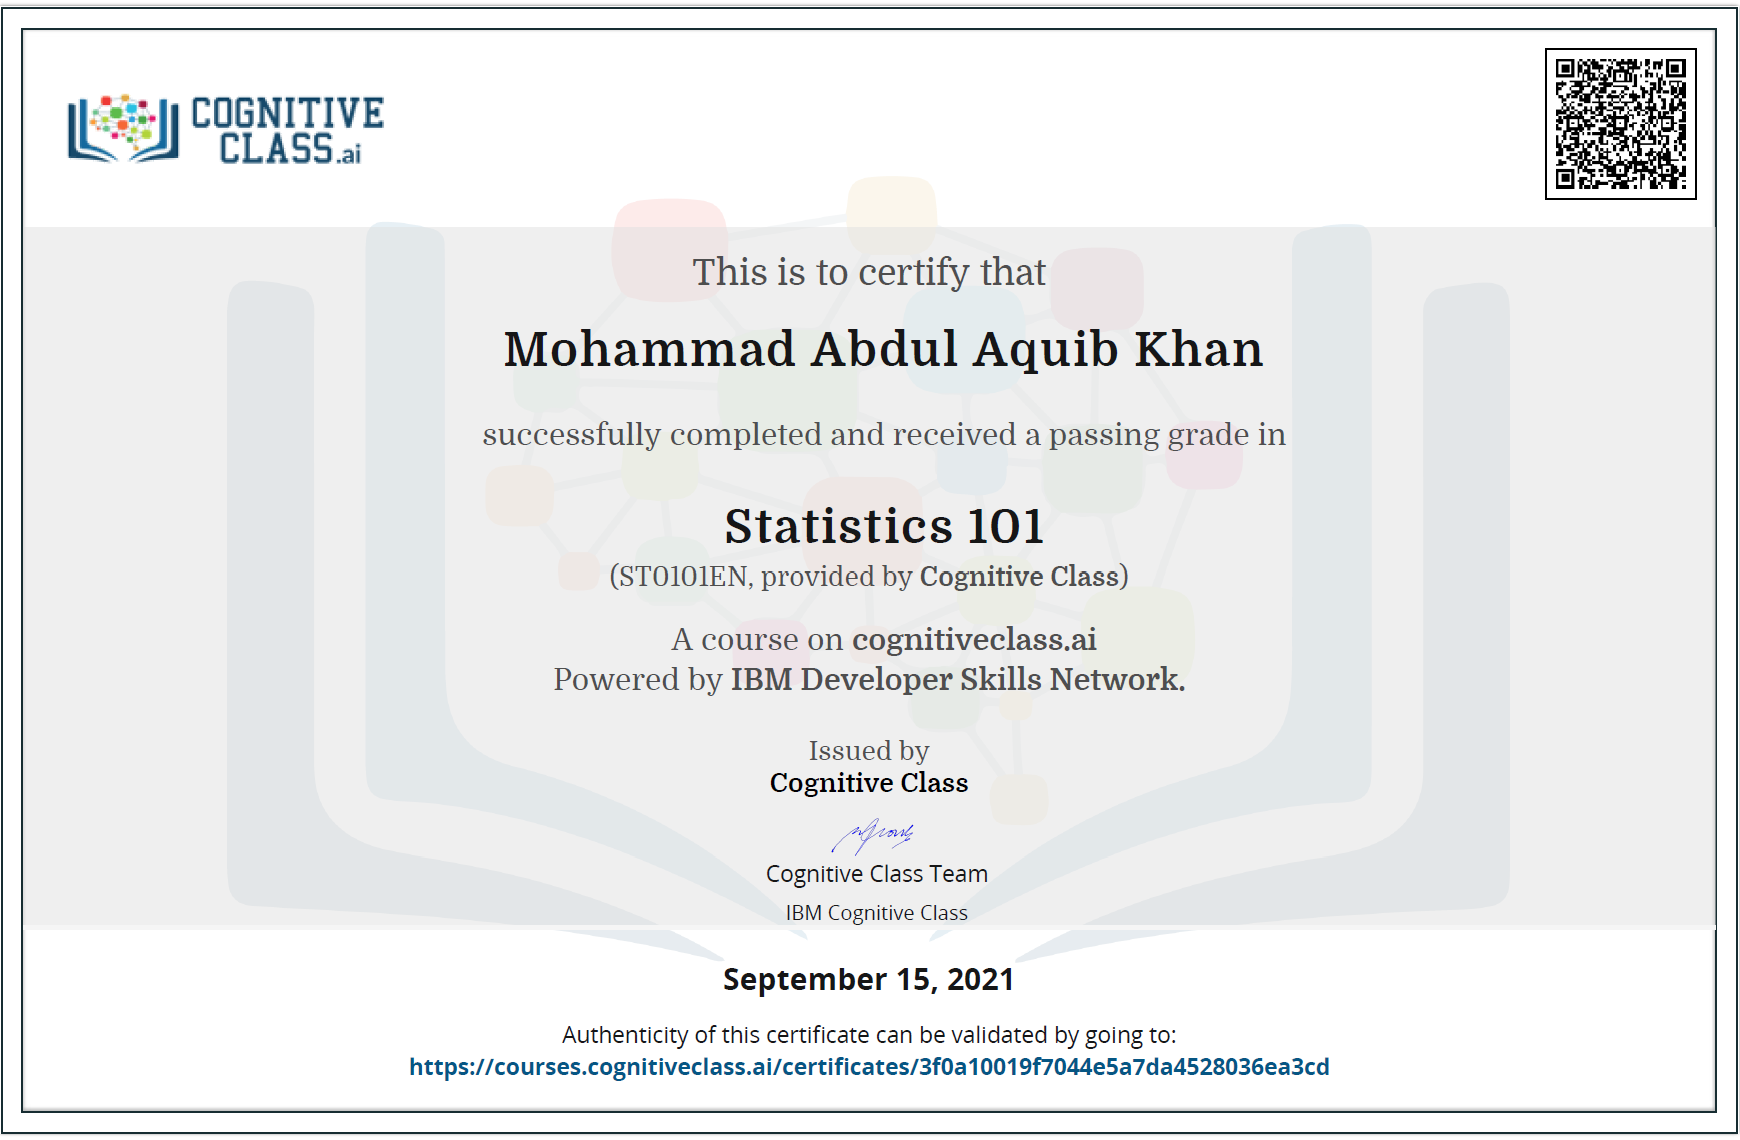 COGNITIVE
CLASS.ai
This is to certify that
Mohammad Abdul Aquib Khan
successfully completed and received a passing grade in
Statistics 101
(ST0101EN, provided by Cognitive Class)
A course on cognitiveclass.ai
Powered by IBM Developer Skills Network.
Issued by
Cognitive Class
Cognitive Class Team
IBM Cognitive Class
September 15, 2021
Authenticity of this certificate can be validated by going to:
https://courses.cognitiveclass.ai/certificates/3f0a10019f7044e5a7da4528036ea3cd